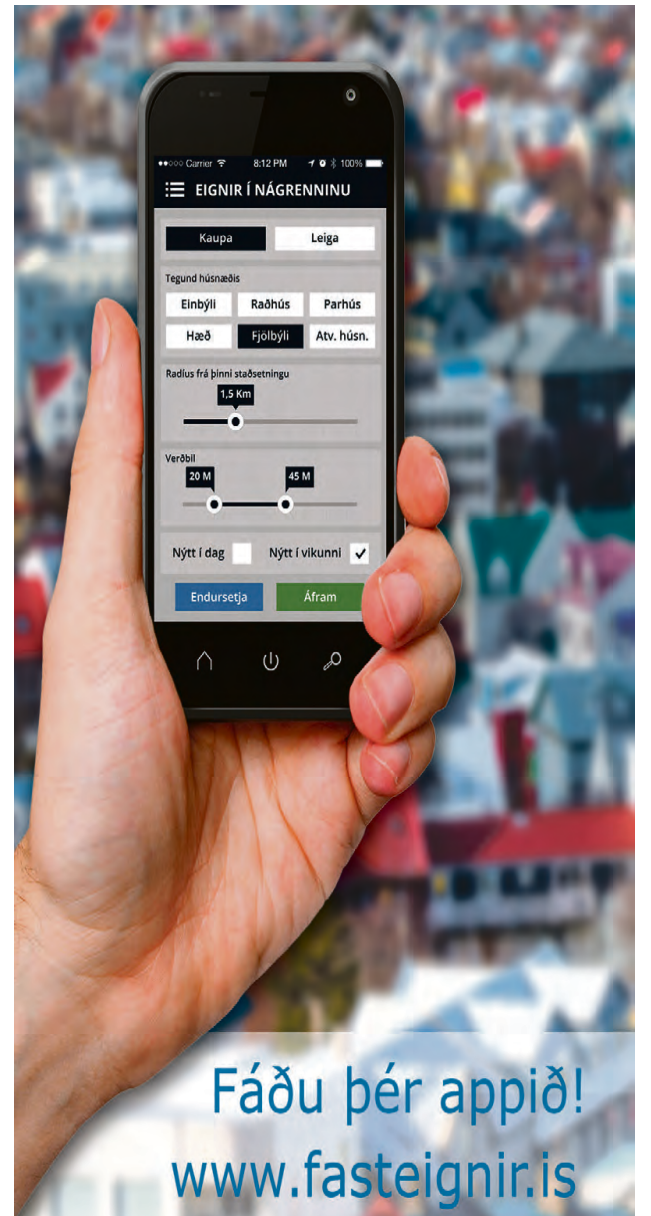 Carrier 8:12 PM 100%
EIGNIR Í NÁGRENNINU
Kaupa Leiga
Tegund húsnæðis
Einbýli Raðhús Parhús
Hæð Fjölbýli Atv. húsn.
Radíus frá þinni staðsetningu
1,5 Km
Verðbil
20 M 45 M
Nýtt í dag Nýtt í vikunni
Endursetja Áfram
Fáðu þér appið!
www.fasteignir.is